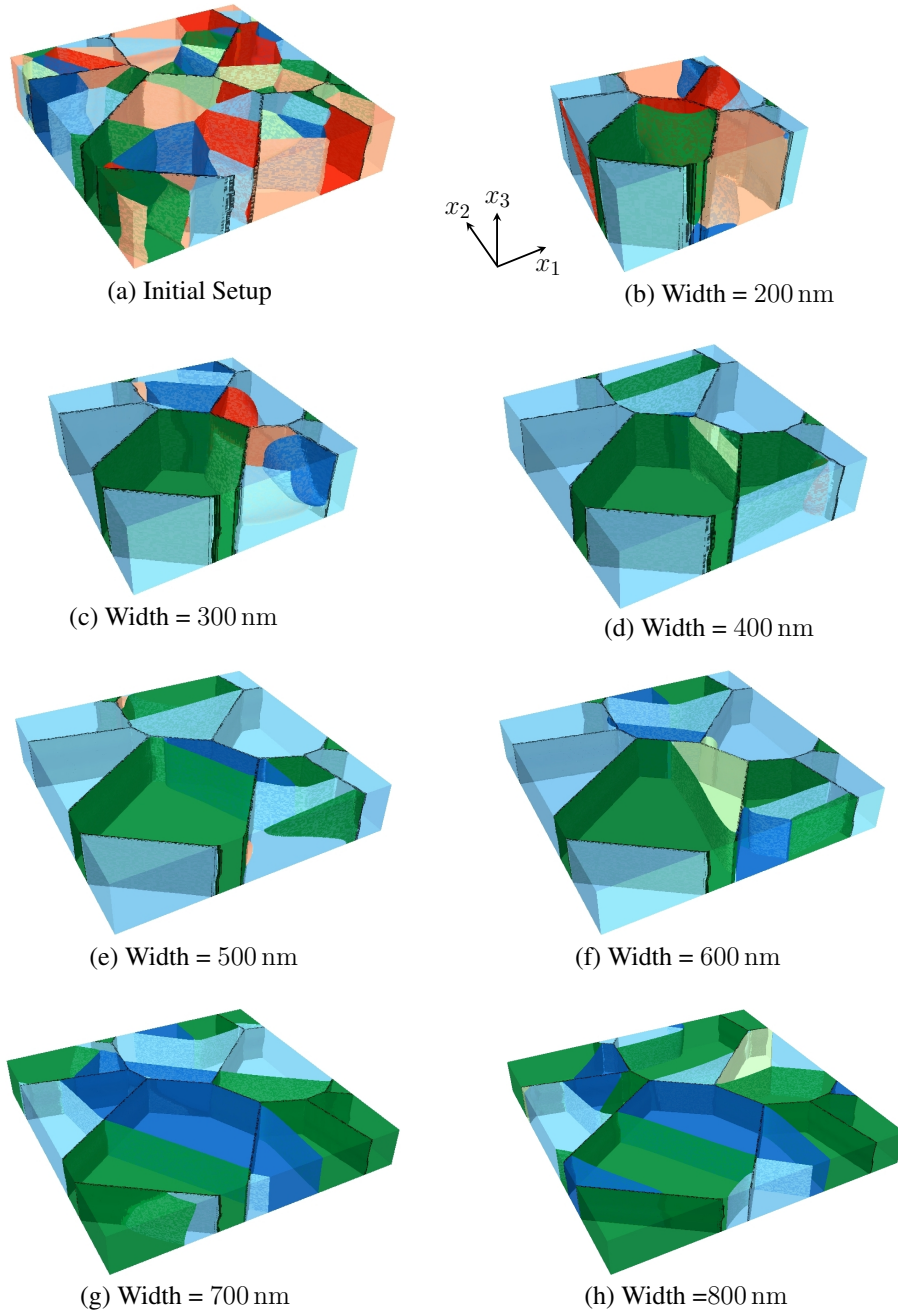 (a) Initial Setup
x₂
x₃
x₁
(b) Width = 200 nm
(c) Width = 300 nm
(d) Width = 400 nm
(e) Width = 500 nm
(f) Width = 600 nm
(g) Width = 700 nm
(h) Width =800 nm